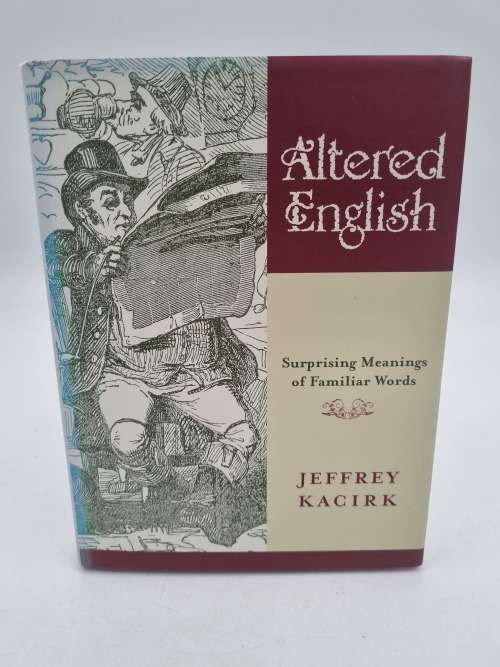 Altered
English
Surprising Meanings
of Familiar Words
JEFFREY
KACIRK